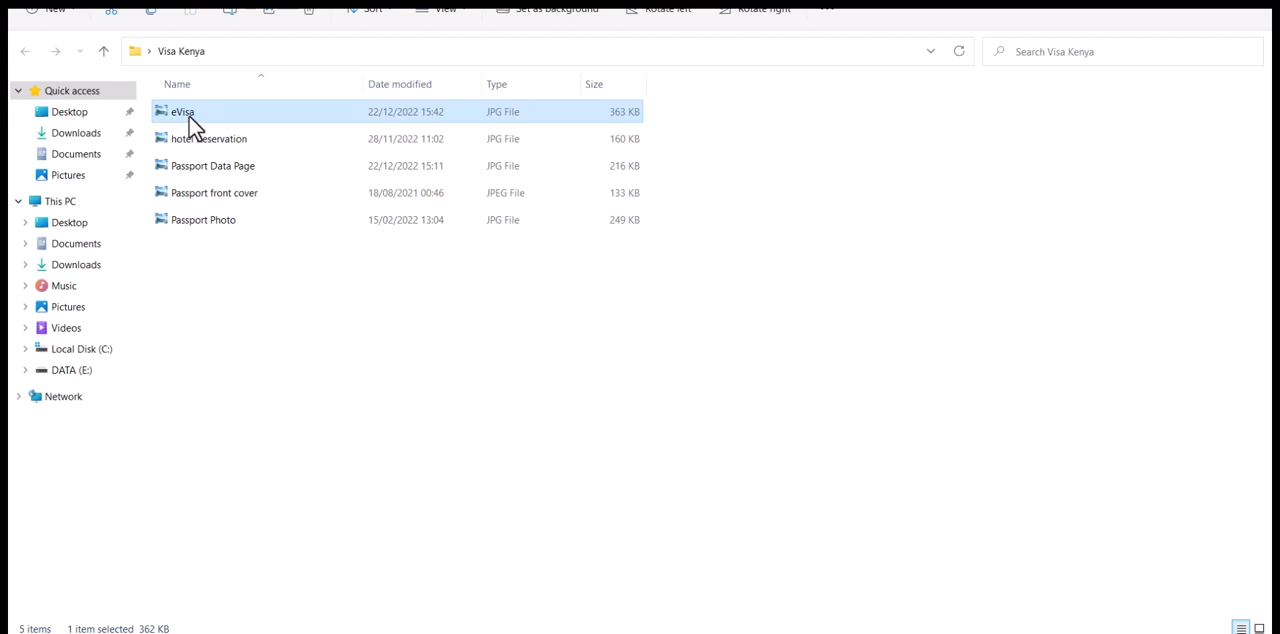 New Sort View Set as background Rotate left Rotate right
Visa Kenya Search Visa Kenya
Name Date modified Type Size
Quick access
Desktop
Downloads
Documents
Pictures
This PC
Desktop
Documents
Downloads
Music
Pictures
Videos
Local Disk (C:)
DATA (E:)
Network
eVisa 22/12/2022 15:42 JPG File 363 KB
hotel reservation 28/11/2022 11:02 JPG File 160 KB
Passport Data Page 22/12/2022 15:11 JPG File 216 KB
Passport front cover 18/08/2021 00:46 JPEG File 133 KB
Passport Photo 15/02/2022 13:04 JPG File 249 KB
5 items 1 item selected 362 KB